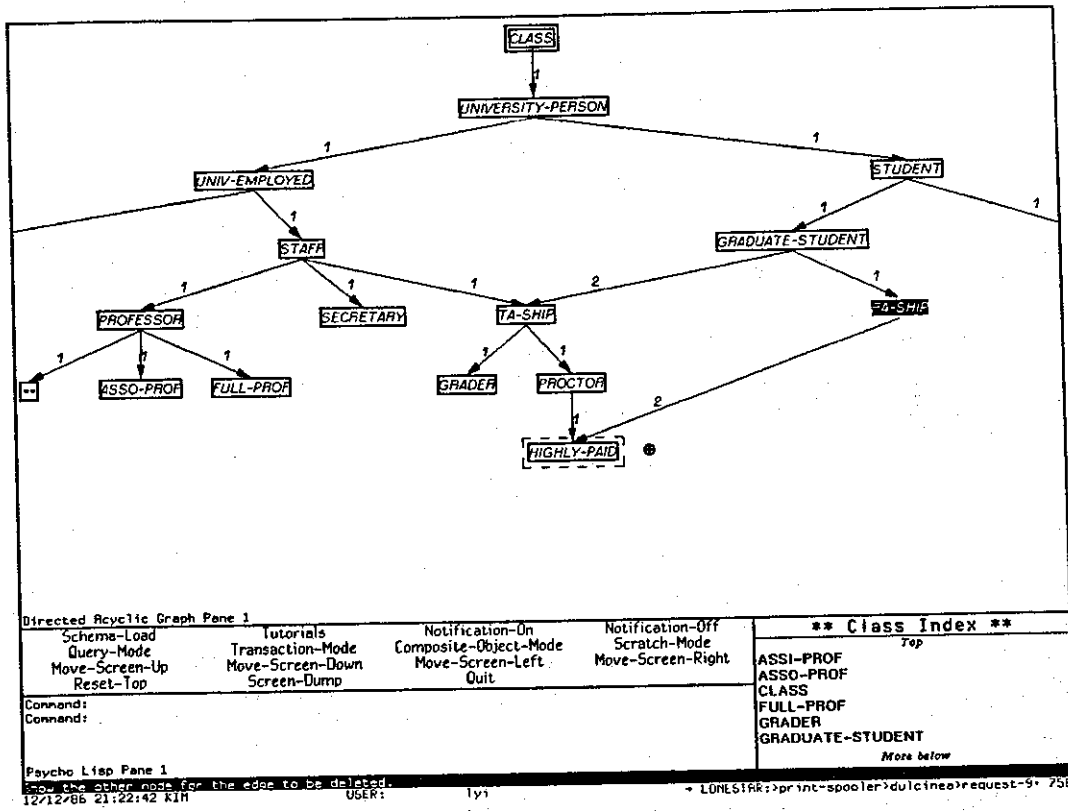 CLASS
1
UNIVERSITY-PERSON
1 1
UNIV-EMPLOYED STUDENT
1 1 1
STAFF GRADUATE-STUDENT
1 1 2 1
PROFESSOR SECRETARY TA-SHIP
1 1 1 1 1
-- ASSO-PROF FULL-PROF GRADER PROCTOR
1 2
HIGHLY-PAID
Directed Acyclic Graph Pane 1
Schema-Load Tutorials Notification-On Notification-Off
Query-Mode Transaction-Mode Composite-Object-Mode Scratch-Mode
Move-Screen-Up Move-Screen-Down Move-Screen-Left Move-Screen-Right
Reset-Top Screen-Dump Quit
** Class Index **
Top
ASSI-PROF
ASSO-PROF
CLASS
FULL-PROF
GRADER
GRADUATE-STUDENT
More below
Command:
Command:
Psycho Lisp Pane 1
Show the other node for the edge to be deleted.
12/12/86 21:22:42 KIM USER: lyi + LONESTAR:>print-spooler>dulcinea>request-9+